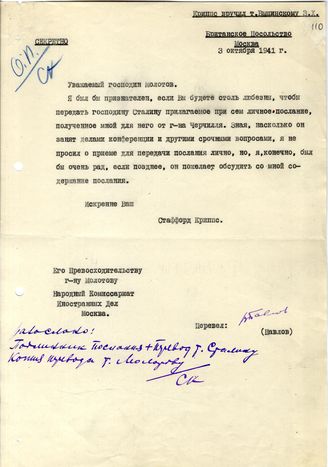 Криппс вручил т.Вышинскому 3.X.
110
СЕКРЕТНО
Британское Посольство
Москва
3 октября 1941 г.
Уважаемый господин Молотов.
Я был бы признателен, если Вы будете столь любезны, чтобы
передать господину Сталину прилагаемое при сем личное послание,
полученное мной для него от г-на Черчилля. Зная, насколько он
занят делами конференции и другими срочными вопросами, я не
просил о приеме для передачи послания лично, но, я, конечно, был
бы очень рад, если позднее, он пожелает обсудить со мной со-
держание послания.
Искренне Ваш
Стаффорд Криппс.
Его Превосходительству
г-ну Молотову
Народный Комиссариат
Иностранных Дел
Москва.
Перевел:
(Павлов)
Разослано:
Подлинник послания + перевод т. Сталину
Копия перевода т. Молотову